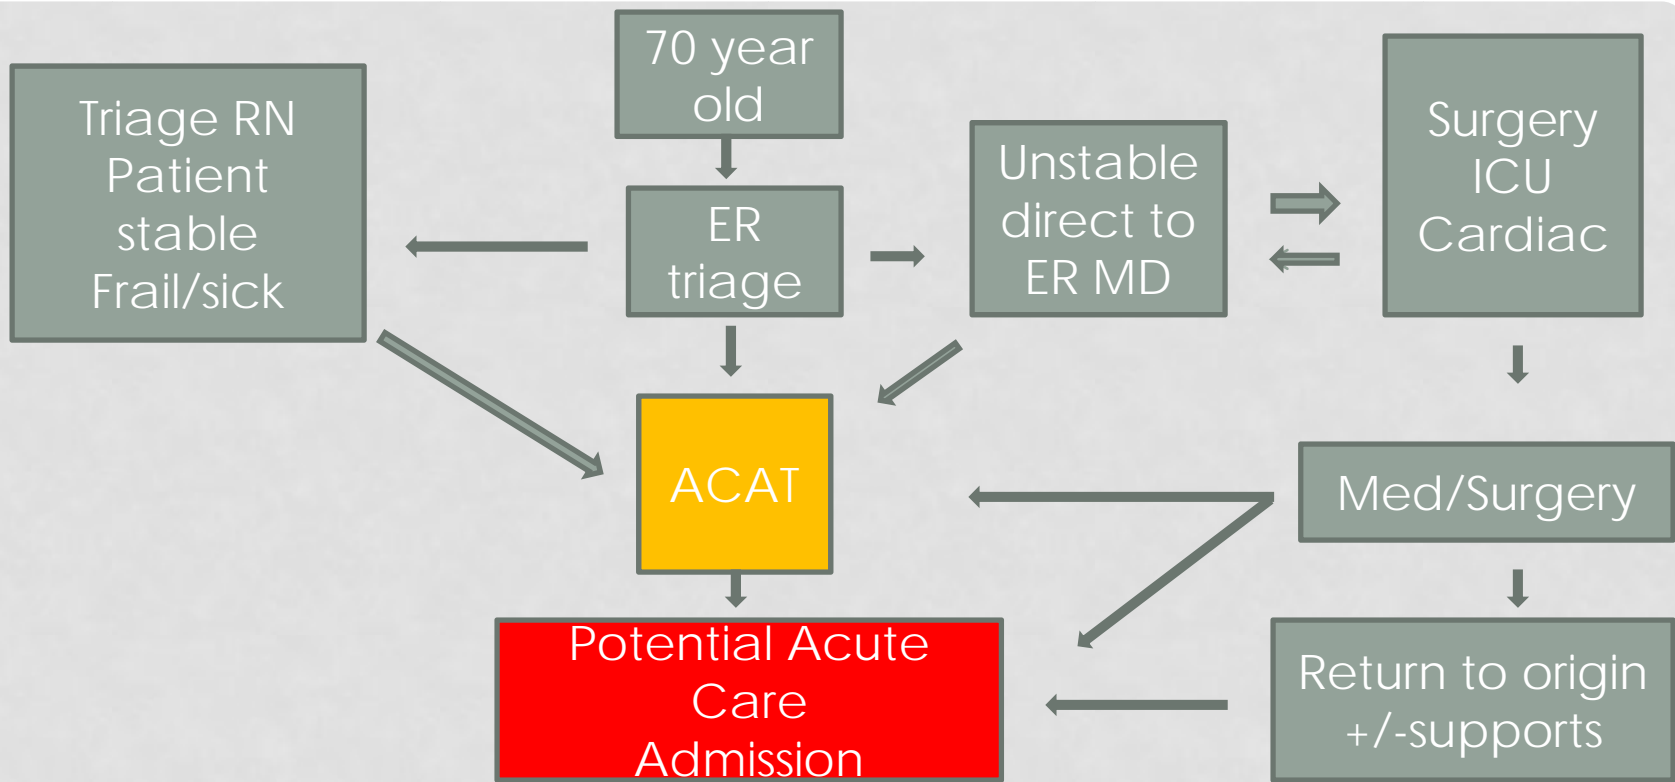 70 year
old
Triage RN
Patient
stable
Frail/sick
ER
triage
Unstable
direct to
ER MD
Surgery
ICU
Cardiac
ACAT
Med/Surgery
Potential Acute
Care
Admission
Return to origin
+/-supports